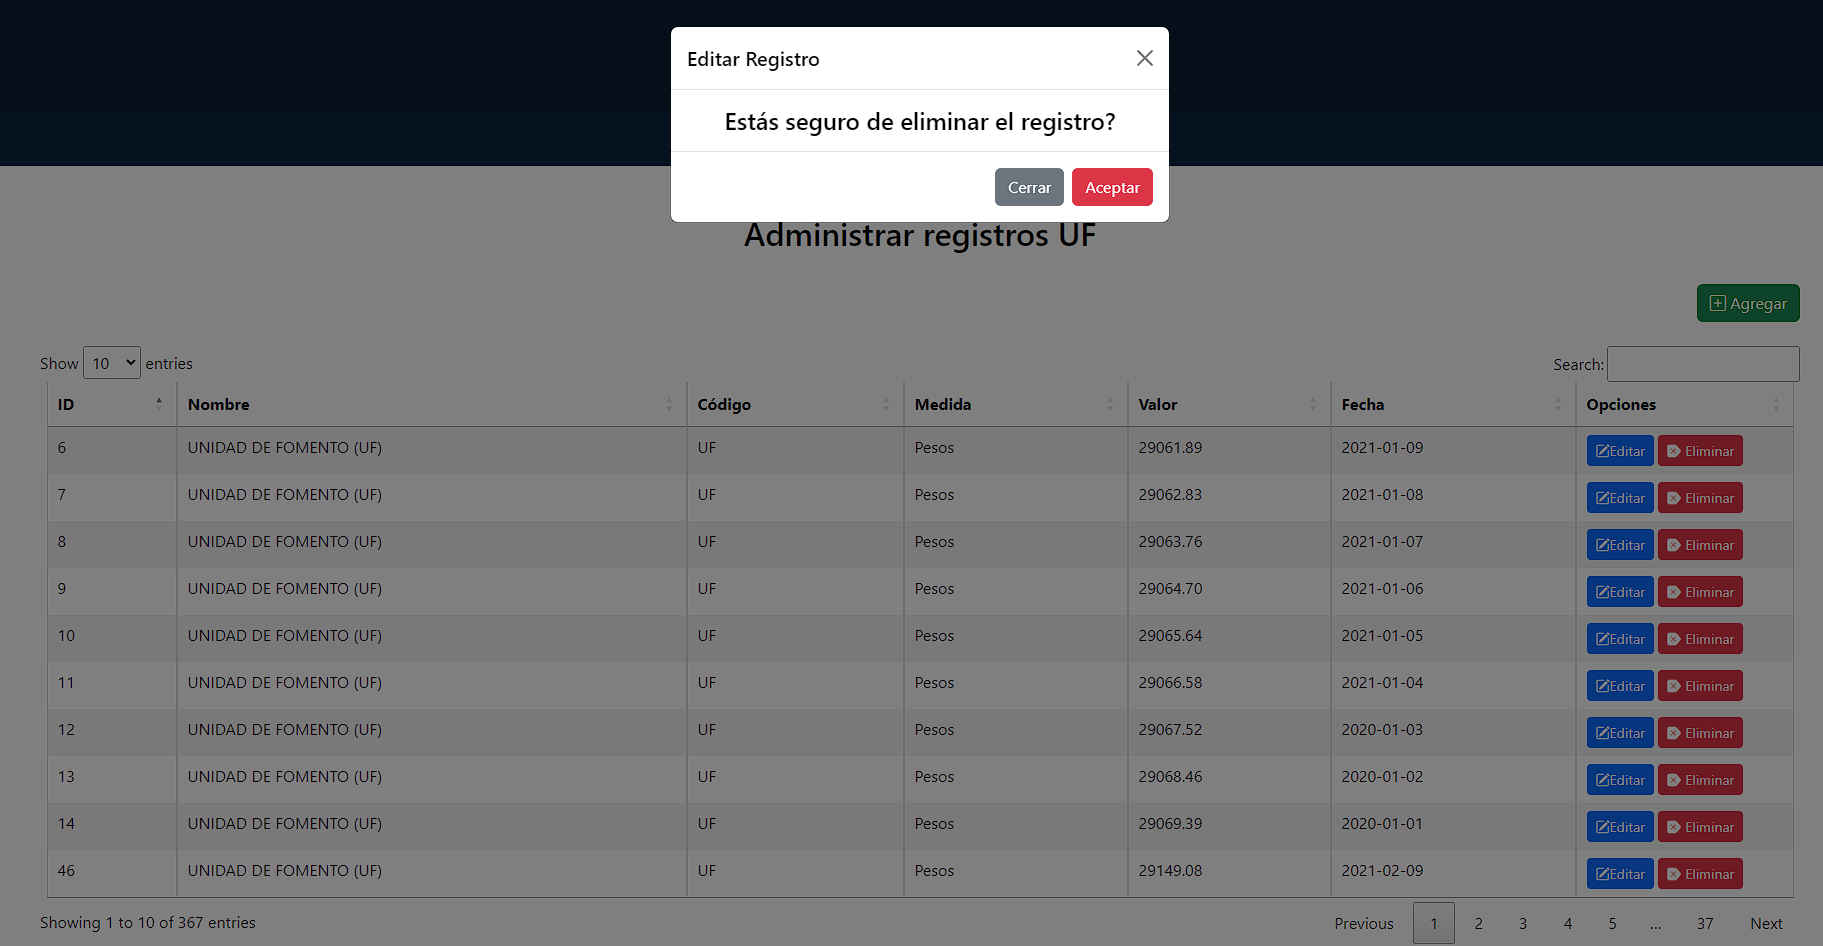 Editar Registro
Estás seguro de eliminar el registro?
Cerrar Aceptar
Administrar registros UF
Agregar
Show 10 entries Search:
ID Nombre Código Medida Valor Fecha Opciones
6 UNIDAD DE FOMENTO (UF) UF Pesos 29061.89 2021-01-09 Editar Eliminar
7 UNIDAD DE FOMENTO (UF) UF Pesos 29062.83 2021-01-08 Editar Eliminar
8 UNIDAD DE FOMENTO (UF) UF Pesos 29063.76 2021-01-07 Editar Eliminar
9 UNIDAD DE FOMENTO (UF) UF Pesos 29064.70 2021-01-06 Editar Eliminar
10 UNIDAD DE FOMENTO (UF) UF Pesos 29065.64 2021-01-05 Editar Eliminar
11 UNIDAD DE FOMENTO (UF) UF Pesos 29066.58 2021-01-04 Editar Eliminar
12 UNIDAD DE FOMENTO (UF) UF Pesos 29067.52 2020-01-03 Editar Eliminar
13 UNIDAD DE FOMENTO (UF) UF Pesos 29068.46 2020-01-02 Editar Eliminar
14 UNIDAD DE FOMENTO (UF) UF Pesos 29069.39 2020-01-01 Editar Eliminar
46 UNIDAD DE FOMENTO (UF) UF Pesos 29149.08 2021-02-09 Editar Eliminar
Showing 1 to 10 of 367 entries Previous 1 2 3 4 5 ... 37 Next